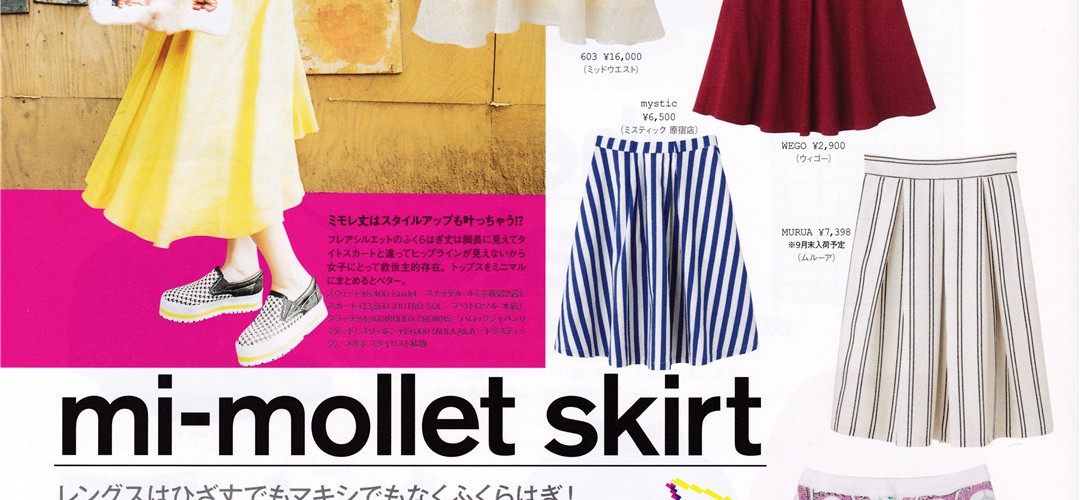 603 ¥16,000
(ミッドウエスト)
mystic
¥6,500
(ミスティック 原宿店)
WEGO ¥2,900
(ウィゴー)
MURUA ¥7,398
※9月末入荷予定
(ムルーア)
ミモレ丈はスタイルアップも叶っちゃう!?
フレアシルエットのふくらはぎ丈は脚長に見えてタ
イトスカートと違ってヒップラインが見えないから
女子にとって救世主的存在。トップスをミニマル
にまとめるとベター。
mi-mollet skirt
レングスはひざ丈でもマキシでもなくふくらはぎ!